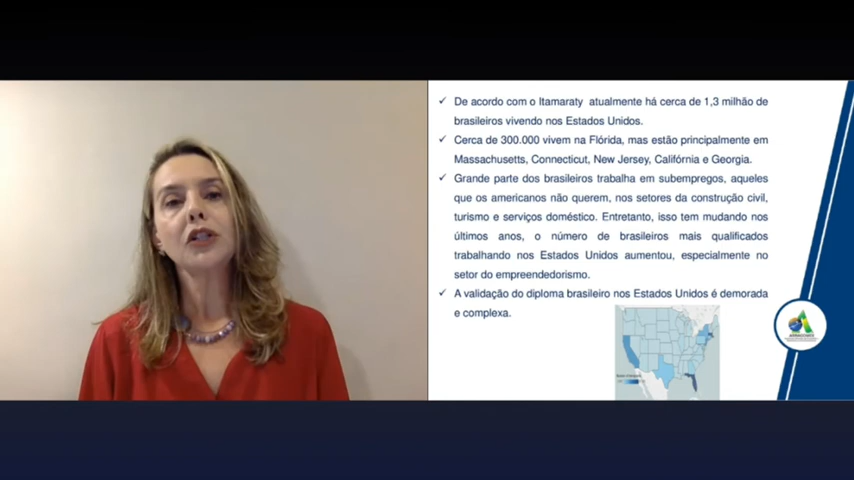 ✓ De acordo com o Itamaraty atualmente há cerca de 1,3 milhão de
brasileiros vivendo nos Estados Unidos.
✓ Cerca de 300.000 vivem na Flórida, mas estão principalmente em
Massachusetts, Connecticut, New Jersey, Califórnia e Georgia.
✓ Grande parte dos brasileiros trabalha em subempregos, aqueles
que os americanos não querem, nos setores da construção civil,
turismo e serviços doméstico. Entretanto, isso tem mudando nos
últimos anos, o número de brasileiros mais qualificados
trabalhando nos Estados Unidos aumentou, especialmente no
setor do empreendedorismo.
✓ A validação do diploma brasileiro nos Estados Unidos é demorada
e complexa.